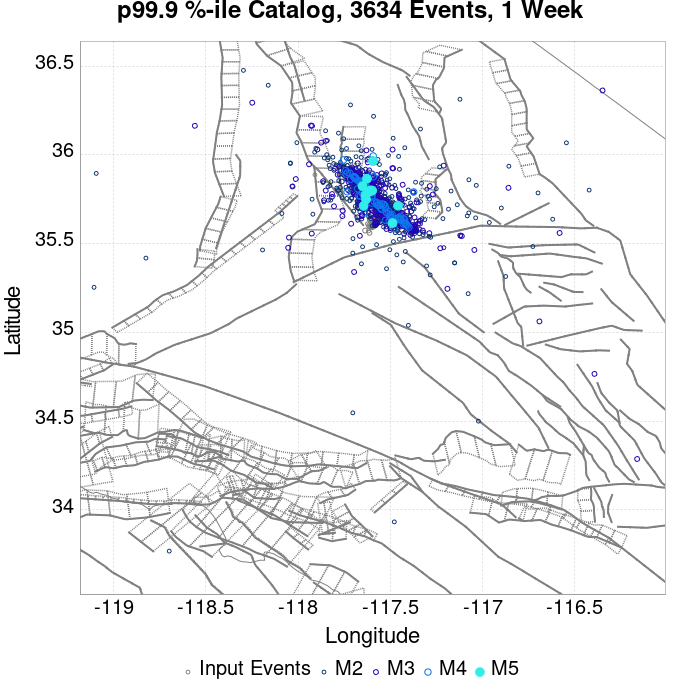 p99.9 %-ile Catalog, 3634 Events, 1 Week
36.5
36
35.5
35
34.5
34
Latitude
-119 -118.5 -118 -117.5 -117 -116.5
Longitude
Input Events M2 M3 M4 M5